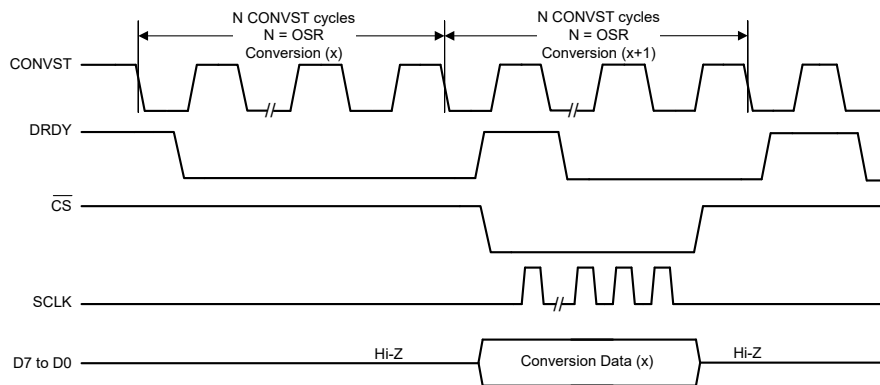 N CONVST cycles
N = OSR
Conversion (x)
N CONVST cycles
N = OSR
Conversion (x+1)
CONVST
DRDY
CS
SCLK
D7 to D0
Hi-Z
Conversion Data (x)
Hi-Z